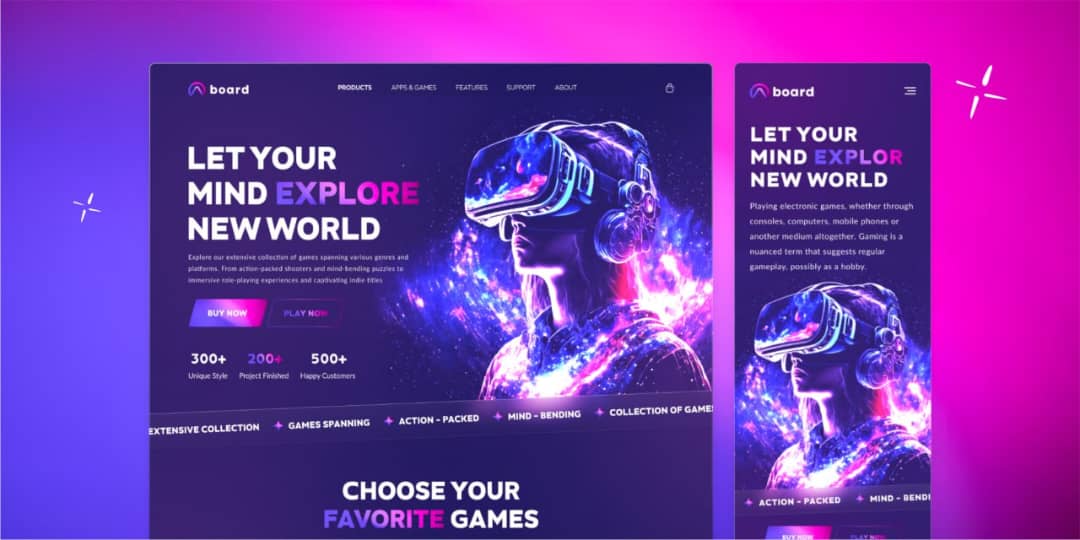 board
PRODUCTS
APPS & GAMES
FEATURES
SUPPORT
ABOUT
LET YOUR
MIND EXPLORE
NEW WORLD
Explore our extensive collection of games spanning various genres and
platforms. From action-packed shooters and mind-bending puzzles to
immersive role-playing experiences and captivating indie titles
BUY NOW
PLAY NOW
300+
200+
500+
Unique Style
Project Finished
Happy Customers
EXTENSIVE COLLECTION
GAMES SPANNING
ACTION - PACKED
MIND - BENDING
COLLECTION OF GAMES
CHOOSE YOUR
FAVORITE GAMES
board
LET YOUR
MIND EXPLOR
NEW WORLD
Playing electronic games, whether through
consoles, computers, mobile phones or
another medium altogether. Gaming is a
nuanced term that suggests regular
gameplay, possibly as a hobby.
ACTION - PACKED
MIND - BENDI
BUY NOW
PLAY NOW